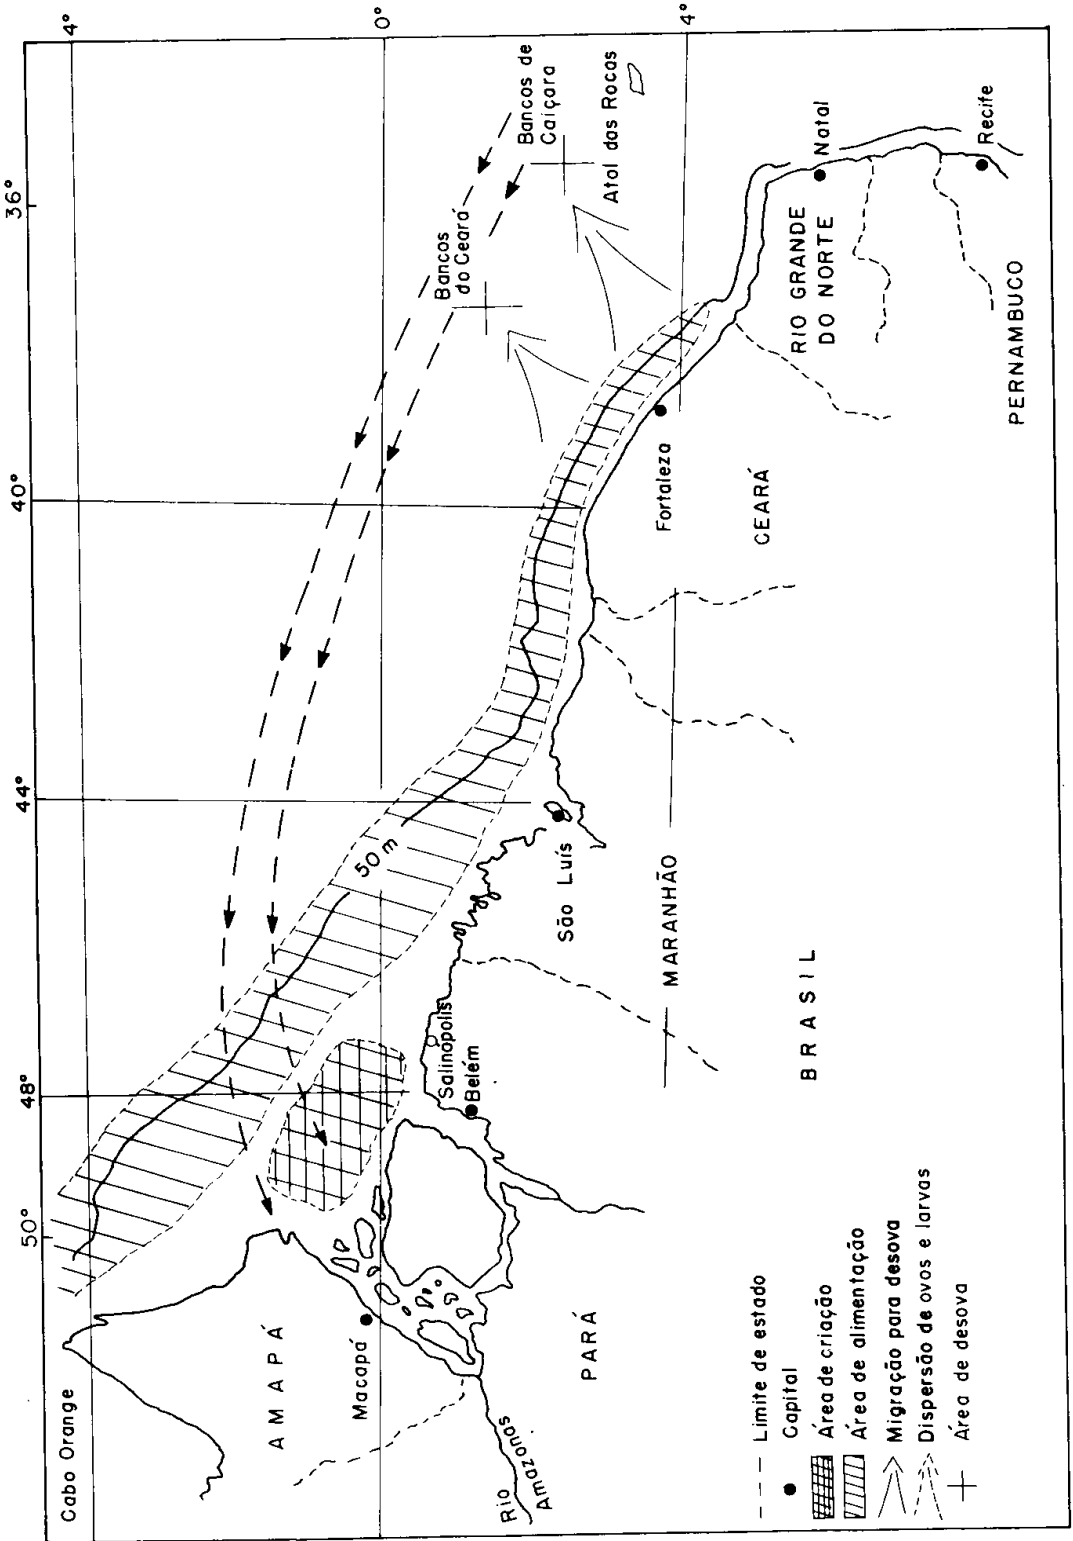 4°
0°
4°
36°
40°
44°
48°
50°
Cabo Orange
Bancos de
Caiçara
Atol das Rocas
Bancos
do Ceará
Natal
Recife
RIO GRANDE
DO NORTE
PERNAMBUCO
Fortaleza
CEARÁ
50 m
São Luís
MARANHÃO
BRASIL
Salinópolis
Belém
AMAPÁ
Macapá
PARÁ
Rio
Amazonas
Limite de estado
Capital
Área de criação
Área de alimentação
Migração para desova
Dispersão de ovos e larvas
Área de desova